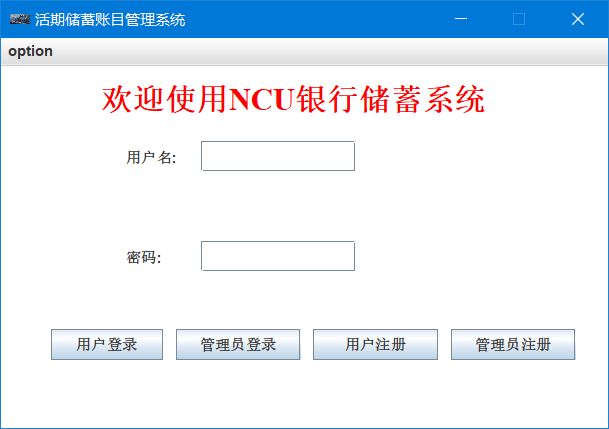 活期储蓄账目管理系统
option
欢迎使用NCU银行储蓄系统
用户名:
密码:
用户登录 管理员登录 用户注册 管理员注册